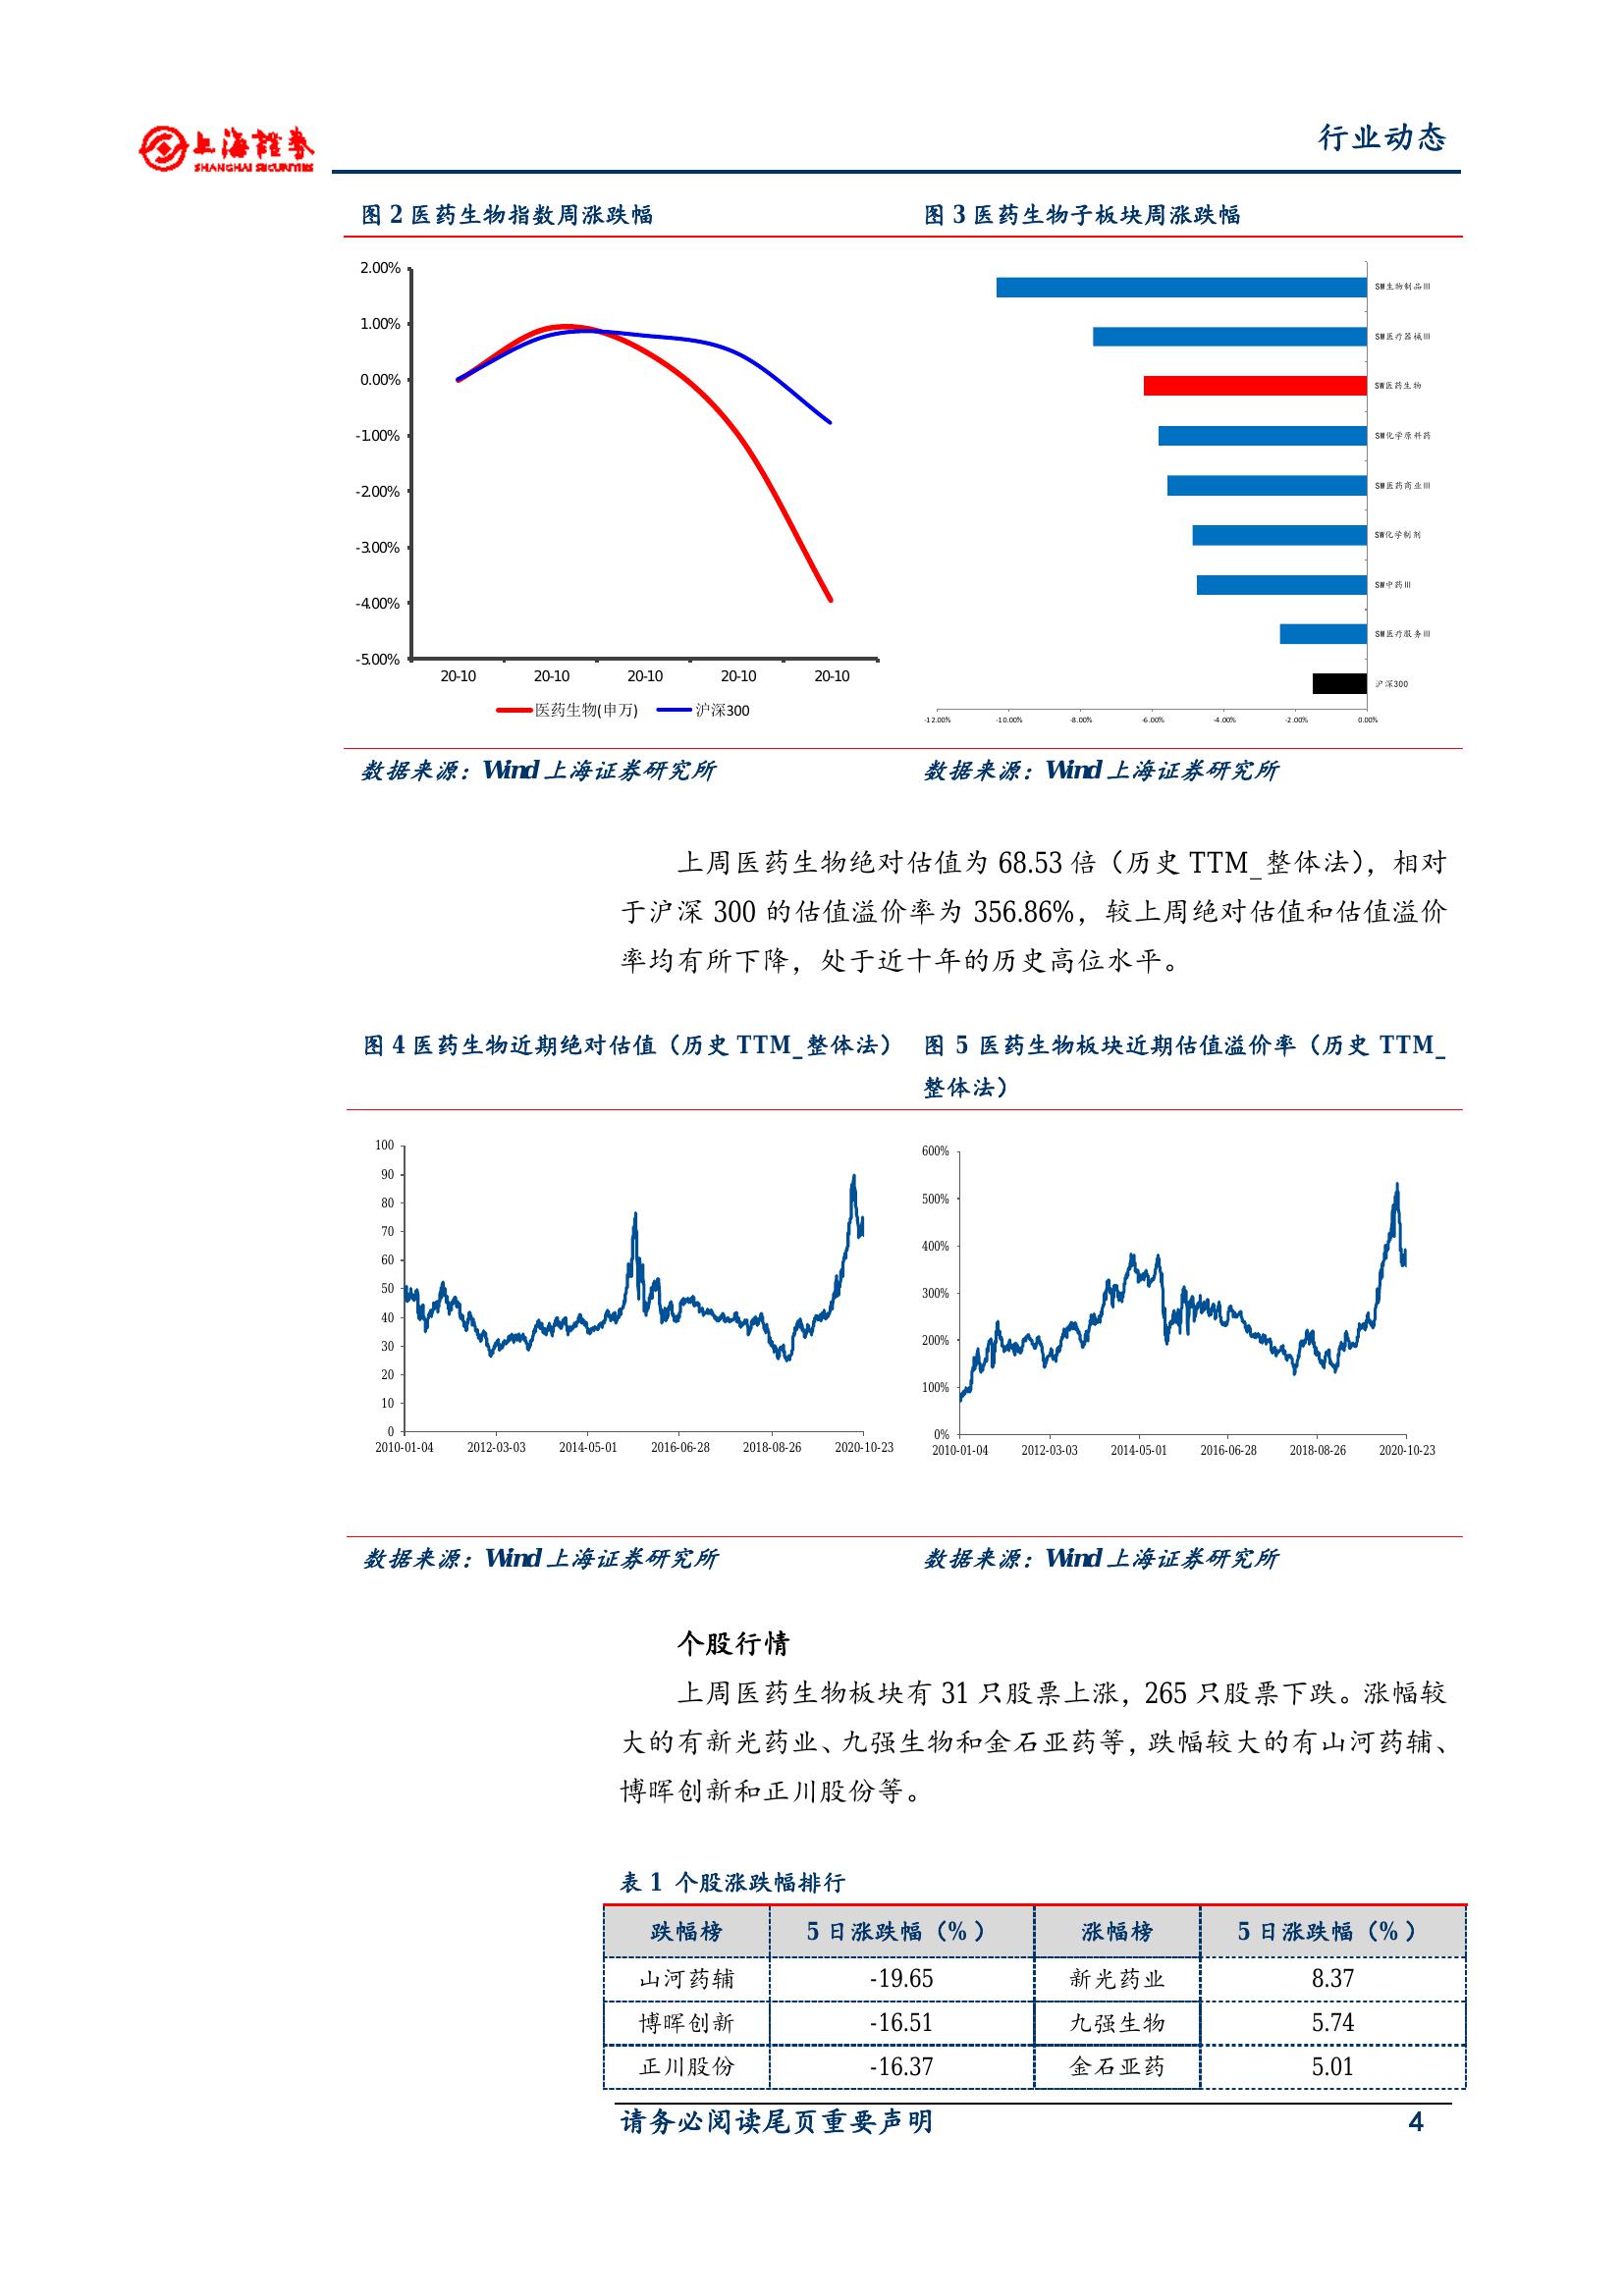 上海證券
SHANGHAI SECURITIES
行业动态
图 2 医药生物指数周涨跌幅
图 3 医药生物子板块周涨跌幅
2.00%
1.00%
0.00%
-1.00%
-2.00%
-3.00%
-4.00%
-5.00%
20-10 20-10 20-10 20-10 20-10
医药生物(申万) 沪深300
SW生物制品III
SW医疗器械III
SW医药生物
SW化学原料药
SW医药商业III
SW化学制剂
SW中药III
SW医疗服务III
沪深300
-12.00% -10.00% -8.00% -6.00% -4.00% -2.00% 0.00%
数据来源：Wind 上海证券研究所
数据来源：Wind 上海证券研究所
上周医药生物绝对估值为 68.53 倍（历史 TTM_整体法），相对
于沪深 300 的估值溢价率为 356.86%，较上周绝对估值和估值溢价
率均有所下降，处于近十年的历史高位水平。
图 4 医药生物近期绝对估值（历史 TTM_整体法）
图 5 医药生物板块近期估值溢价率（历史 TTM_
整体法）
100
90
80
70
60
50
40
30
20
10
0
2010-01-04 2012-03-03 2014-05-01 2016-06-28 2018-08-26 2020-10-23
600%
500%
400%
300%
200%
100%
0%
2010-01-04 2012-03-03 2014-05-01 2016-06-28 2018-08-26 2020-10-23
数据来源：Wind 上海证券研究所
数据来源：Wind 上海证券研究所
个股行情
上周医药生物板块有 31 只股票上涨，265 只股票下跌。涨幅较
大的有新光药业、九强生物和金石亚药等，跌幅较大的有山河药辅、
博晖创新和正川股份等。
表 1 个股涨跌幅排行
跌幅榜 5 日涨跌幅（%） 涨幅榜 5 日涨跌幅（%）
山河药辅 -19.65 新光药业 8.37
博晖创新 -16.51 九强生物 5.74
正川股份 -16.37 金石亚药 5.01
请务必阅读尾页重要声明 4